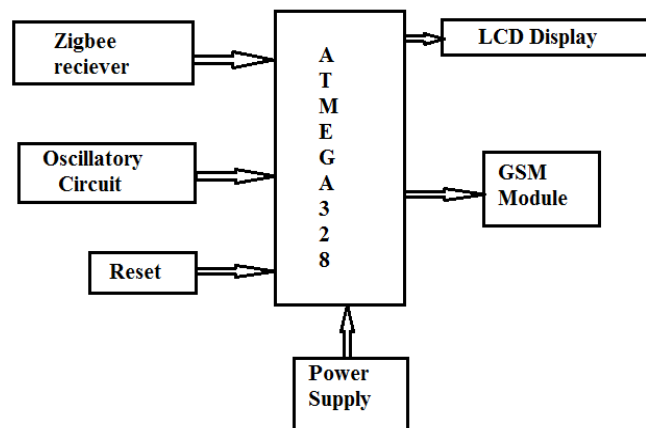 Zigbee
reciever
Oscillatory
Circuit
Reset
A
T
M
E
G
A
3
2
8
LCD Display
GSM
Module
Power
Supply